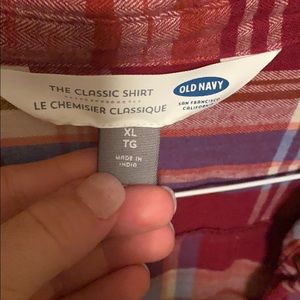 THE CLASSIC SHIRT
LE CHEMISIER CLASSIQUE
OLD NAVY
SAN FRANCISCO
CALIFORNIA
XL
TG
MADE IN
INDIA